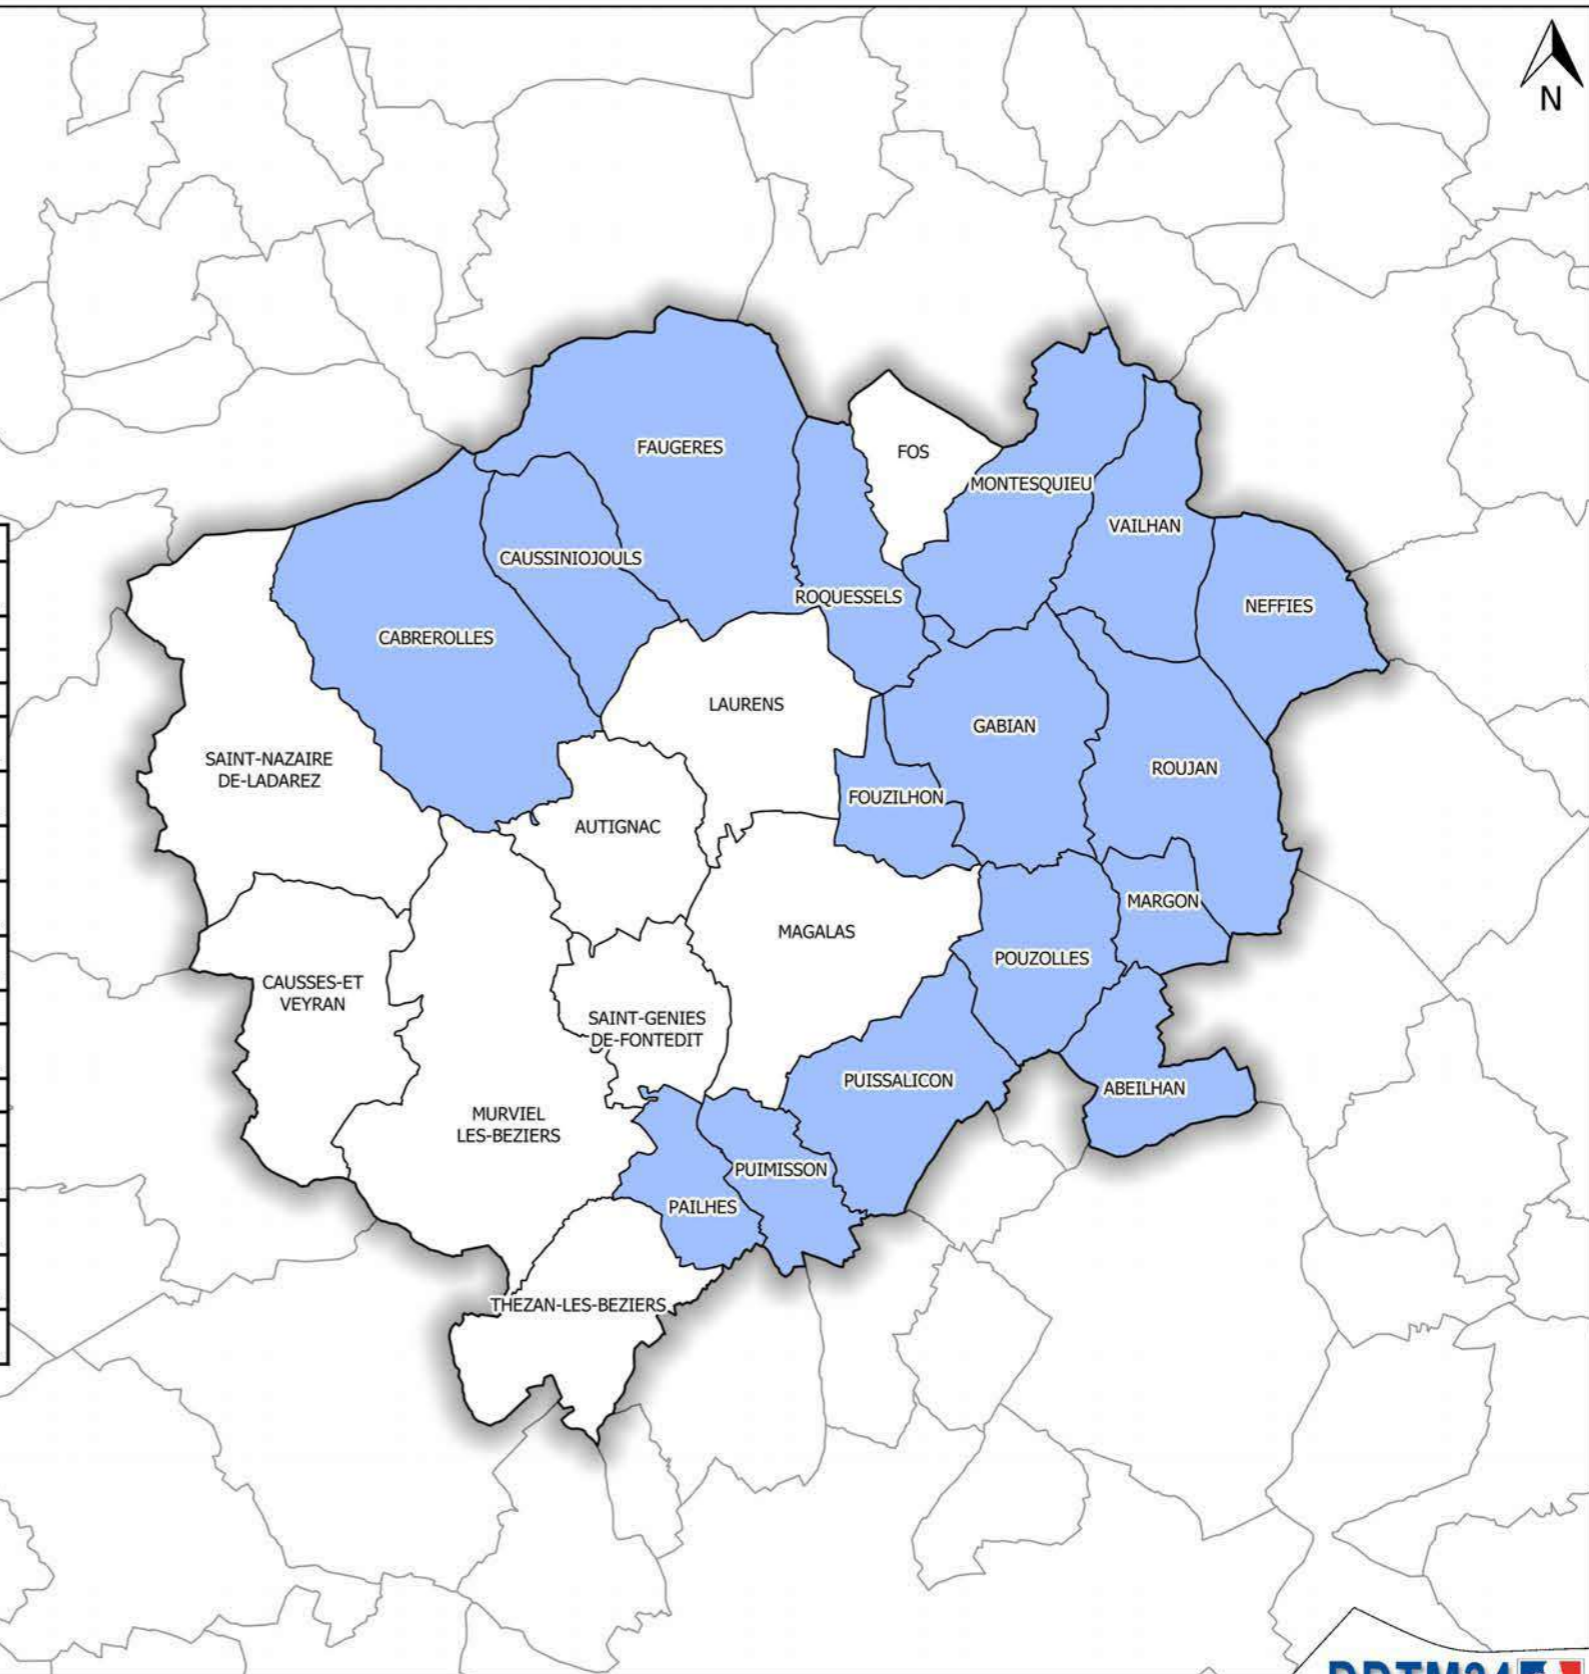 N
FAUGERES
FOS
MONTESQUIEU
VAILHAN
CAUSSINIOJOULS
ROQUESSELS
NEFFIES
CABREROLLES
LAURENS
GABIAN
SAINT-NAZAIRE
DE-LADAREZ
ROUJAN
FOUZILHON
AUTIGNAC
MARGON
MAGALAS
POUZOLLES
CAUSSES-ET
VEYRAN
SAINT-GENIES
DE-FONTEDIT
PUISSALICON
ABEILHAN
MURVIEL
LES-BEZIERS
PUIMISSON
PAILHES
THEZAN-LES-BEZIERS